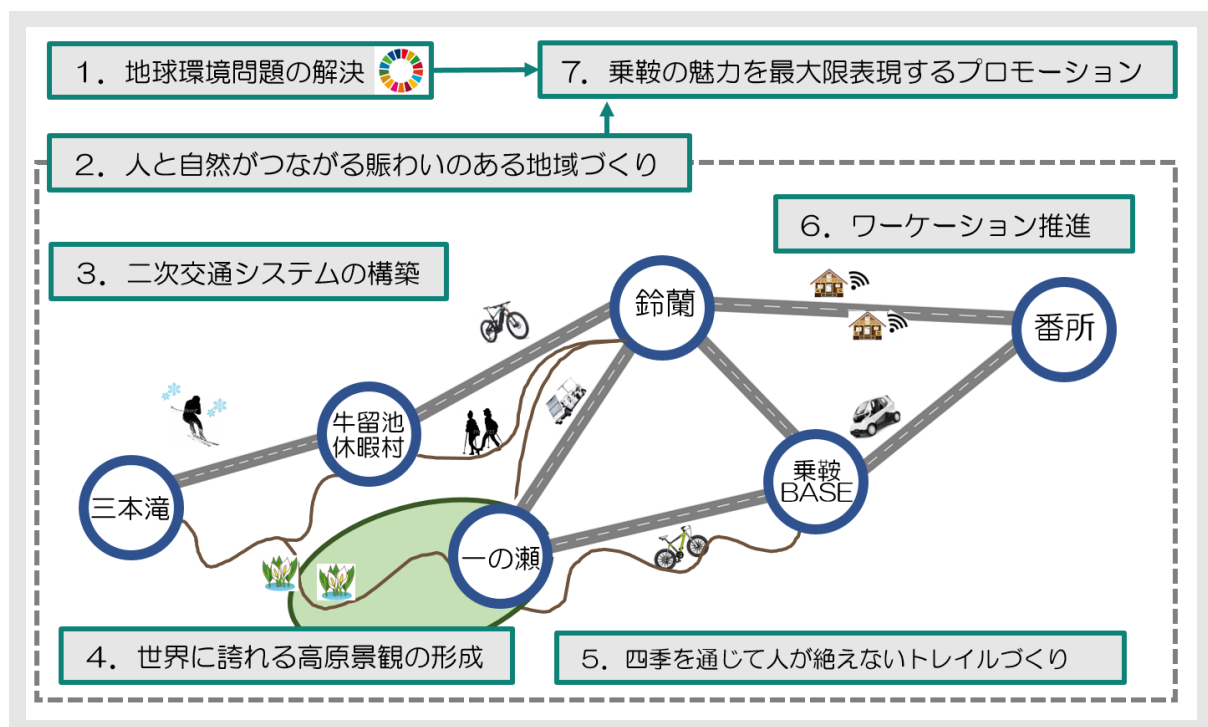 1．地球環境問題の解決
7．乗鞍の魅力を最大限表現するプロモーション
2．人と自然がつながる賑わいのある地域づくり
6．ワーケーション推進
3．二次交通システムの構築
鈴蘭
番所
牛留池
休暇村
乗鞍
BASE
三本滝
一の瀬
4．世界に誇れる高原景観の形成
5．四季を通じて人が絶えないトレイルづくり